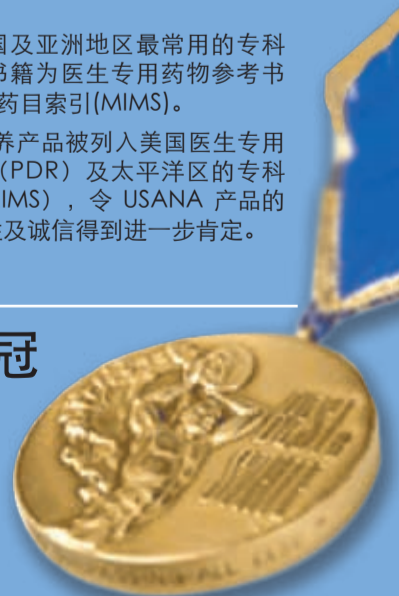 国及亚洲地区最常用的专科
书籍为医生专用药物参考书
药目索引(MIMS)。
养产品被列入美国医生专用
（PDR）及太平洋区的专科
IMS），令 USANA 产品的
性及诚信得到进一步肯定。
冠